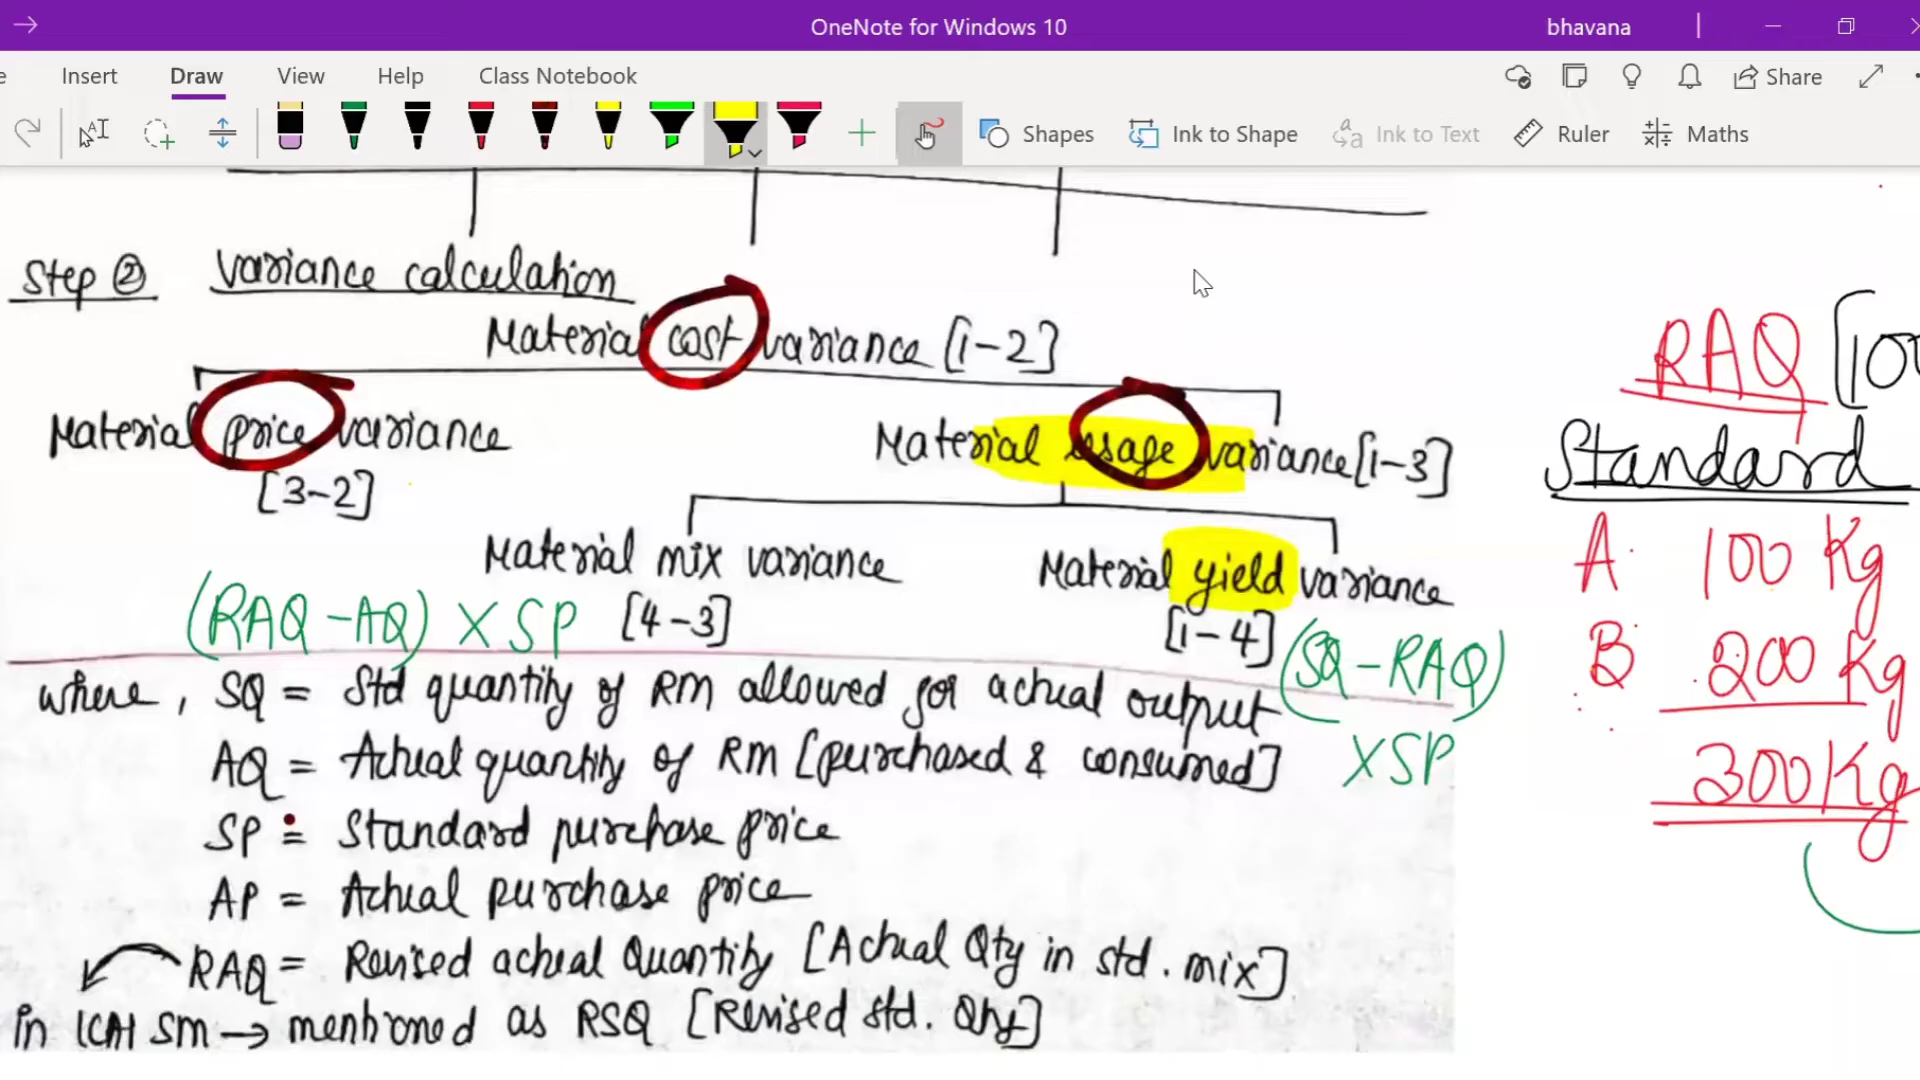 OneNote for Windows 10
bhavana
Insert Draw View Help Class Notebook
Share
Shapes Ink to Shape Ink to Text Ruler Maths
Step ② Variance calculation
Material cost variance [1-2]
Material price variance
[3-2]
Material usage variance [1-3]
Material mix variance
(RAQ-AQ) X SP [4-3]
Material yield variance
[1-4] (SQ-RAQ)
X SP
where, SQ = Std quantity of RM allowed for actual output
AQ = Actual quantity of RM [purchased & consumed]
SP = Standard purchase price
AP = Actual purchase price
RAQ = Revised actual Quantity [Actual Qty in std. mix]
in ICAI SM → mentioned as RSQ [Revised std. Qty]
RAQ [100
Standard
A 100 Kg
B 200 Kg
300 Kg